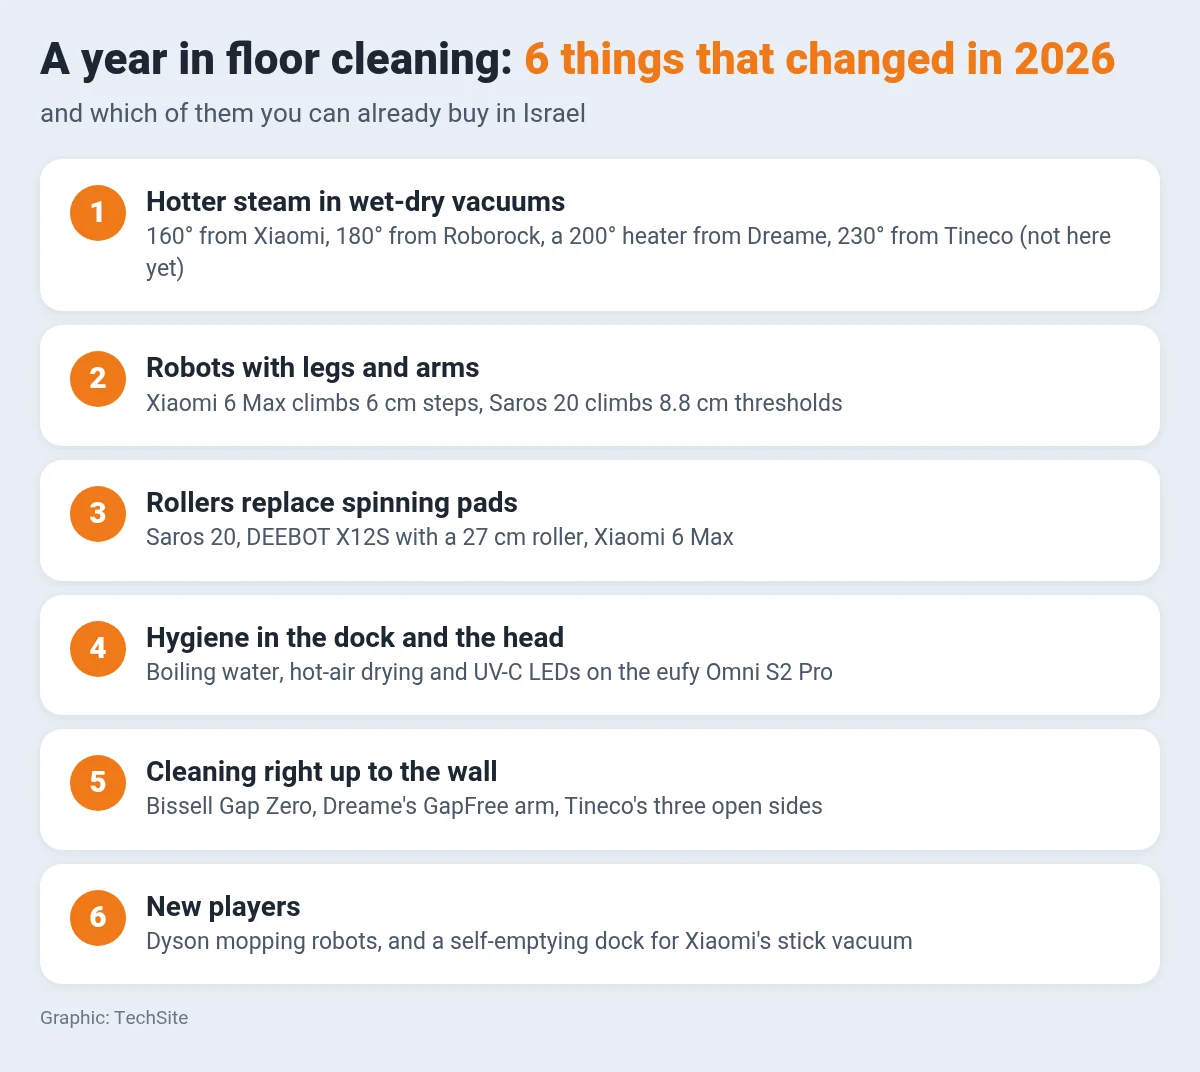 A year in floor cleaning: 6 things that changed in 2026
and which of them you can already buy in Israel
1
Hotter steam in wet-dry vacuums
160° from Xiaomi, 180° from Roborock, a 200° heater from Dreame, 230° from Tineco (not here
yet)
2
Robots with legs and arms
Xiaomi 6 Max climbs 6 cm steps, Saros 20 climbs 8.8 cm thresholds
3
Rollers replace spinning pads
Saros 20, DEEBOT X12S with a 27 cm roller, Xiaomi 6 Max
4
Hygiene in the dock and the head
Boiling water, hot-air drying and UV-C LEDs on the eufy Omni S2 Pro
5
Cleaning right up to the wall
Bissell Gap Zero, Dreame's GapFree arm, Tineco's three open sides
6
New players
Dyson mopping robots, and a self-emptying dock for Xiaomi's stick vacuum
Graphic: TechSite